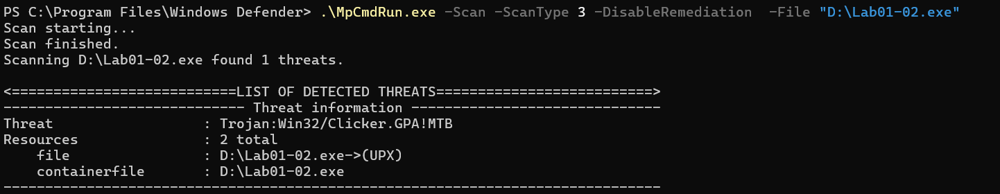 PS C:\Program Files\Windows Defender> .\MpCmdRun.exe -Scan -ScanType 3 -DisableRemediation  -File "D:\Lab01-02.exe"
Scan starting...
Scan finished.
Scanning D:\Lab01-02.exe found 1 threats.

<===========================LIST OF DETECTED THREATS==========================>
----------------------------- Threat information ------------------------------
Threat                  : Trojan:Win32/Clicker.GPA!MTB
Resources               : 2 total
    file                : D:\Lab01-02.exe->(UPX)
    containerfile       : D:\Lab01-02.exe
-------------------------------------------------------------------------------